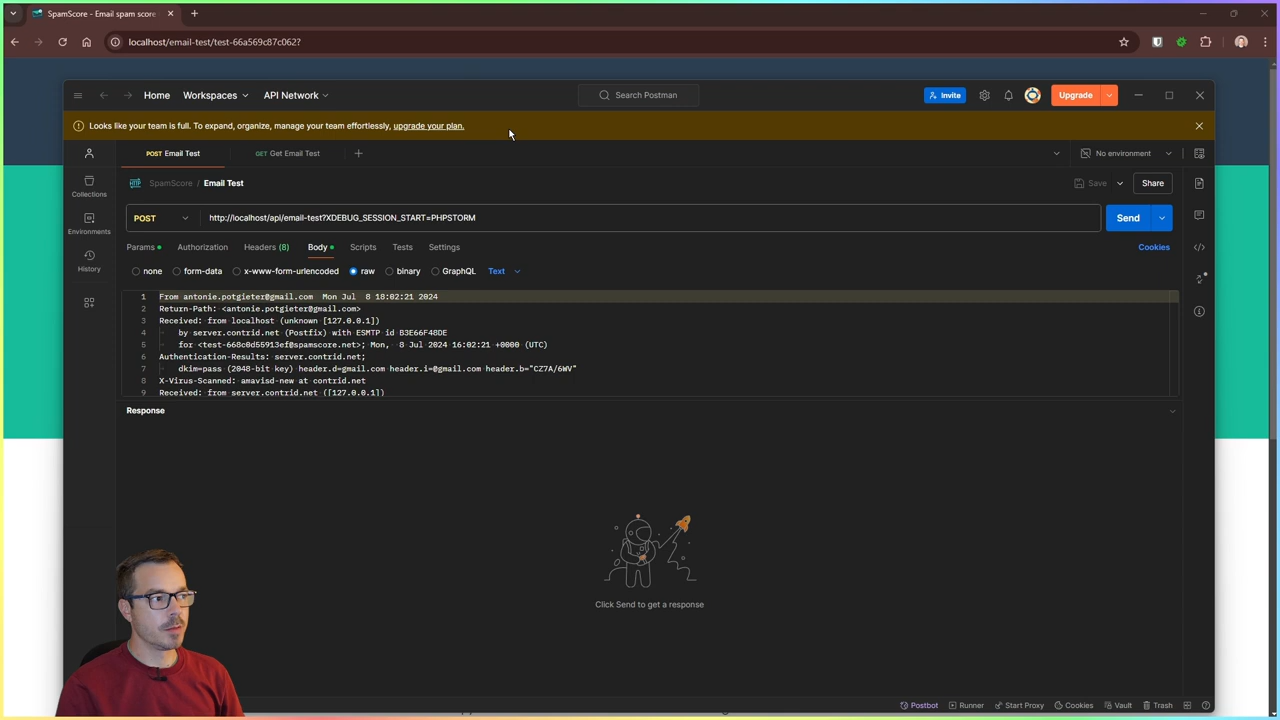 SpamScore - Email spam score
localhost/email-test/test-66a569c87c062?
Home
Workspaces
API Network
Search Postman
Invite
Upgrade
Looks like your team is full. To expand, organize, manage your team effortlessly, upgrade your plan.
POST Email Test
GET Get Email Test
No environment
Collections
Environments
History
SpamScore / Email Test
Save
Share
POST
http://localhost/api/email-test?XDEBUG_SESSION_START=PHPSTORM
Send
Params
Authorization
Headers (8)
Body
Scripts
Tests
Settings
Cookies
none
form-data
x-www-form-urlencoded
raw
binary
GraphQL
Text
1 From antonie.potgieter@gmail.com Mon Jul 8 18:02:21 2024
2 Return-Path: <antonie.potgieter@gmail.com>
3 Received: from localhost (unknown [127.0.0.1])
4 by server.contrid.net (Postfix) with ESMTP id B3E66F48DE
5 for <test-668c0d55913ef@spamscore.net>; Mon, 8 Jul 2024 16:02:21 +0000 (UTC)
6 Authentication-Results: server.contrid.net;
7 dkim=pass (2048-bit key) header.d=gmail.com header.i=@gmail.com header.b="CZ7A/6WV"
8 X-Virus-Scanned: amavisd-new at contrid.net
9 Received: from server.contrid.net ([127.0.0.1])
Response
Click Send to get a response
Postbot
Runner
Start Proxy
Cookies
Vault
Trash